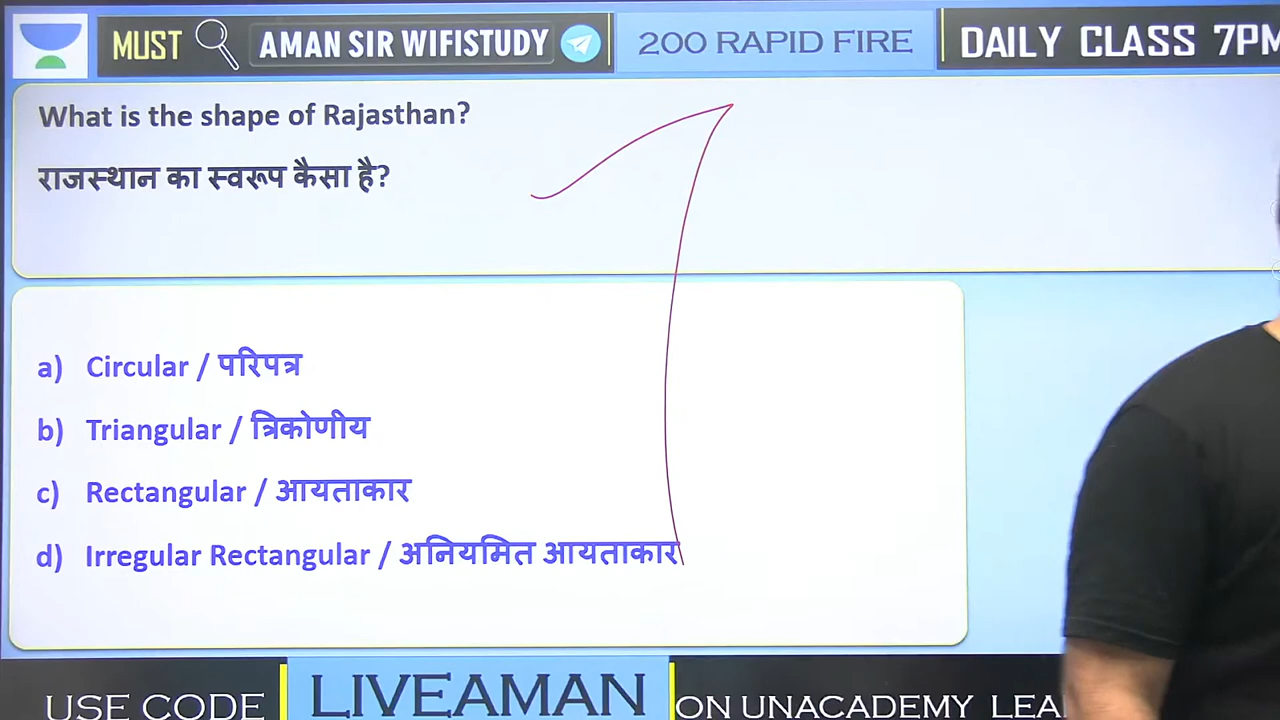 MUST AMAN SIR WIFISTUDY 200 RAPID FIRE DAILY CLASS 7PM
What is the shape of Rajasthan?
राजस्थान का स्वरूप कैसा है?
a) Circular / परिपत्र
b) Triangular / त्रिकोणीय
c) Rectangular / आयताकार
d) Irregular Rectangular / अनियमित आयताकार
USE CODE LIVEAMAN ON UNACADEMY LEA